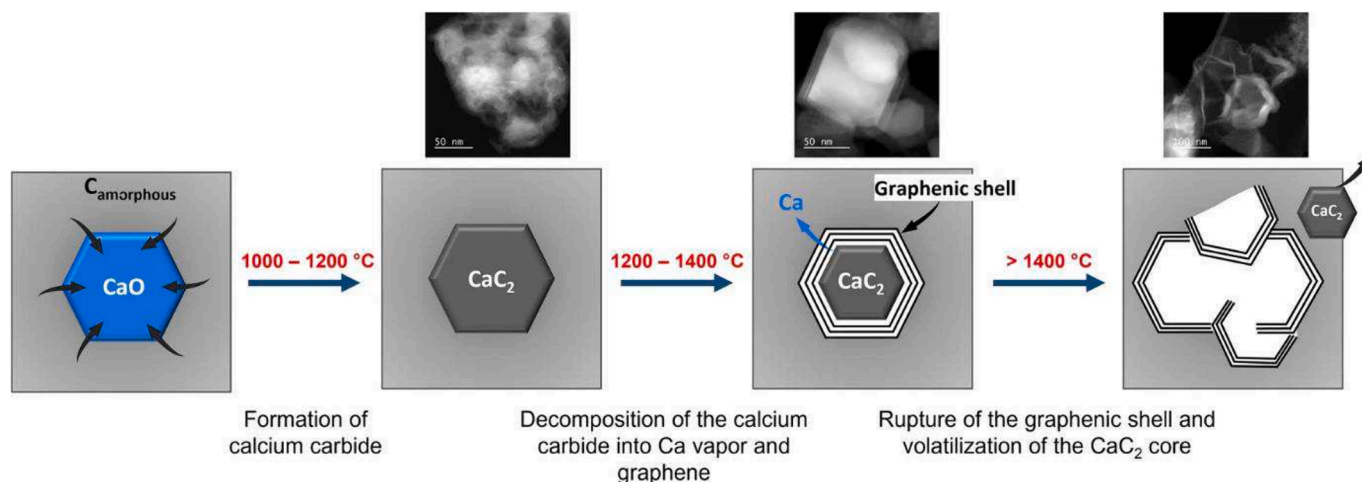 50 nm
50 nm
200 nm
C amorphous
CaO
1000 – 1200 °C
CaC₂
1200 – 1400 °C
Ca
Graphenic shell
CaC₂
> 1400 °C
CaC₂
Formation of
calcium carbide
Decomposition of the calcium
carbide into Ca vapor and
graphene
Rupture of the graphenic shell and
volatilization of the CaC₂ core